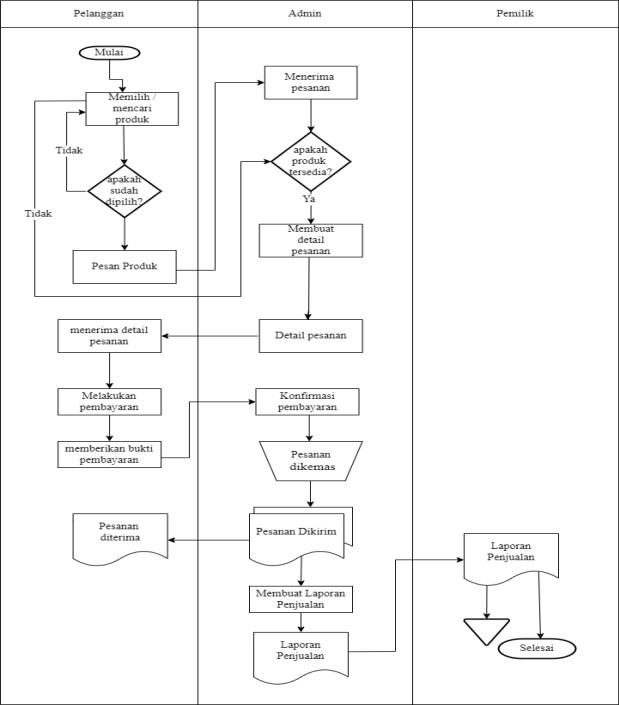 Pelanggan
Admin
Pemilik
Mulai
Memilih /
mencari
produk
Tidak
apakah
sudah
dipilih?
Tidak
Pesan Produk
Menerima
pesanan
apakah
produk
tersedia?
Ya
Membuat
detail
pesanan
Detail pesanan
menerima detail
pesanan
Melakukan
pembayaran
memberikan bukti
pembayaran
Konfirmasi
pembayaran
Pesanan
dikemas
Pesanan Dikirim
Pesanan
diterima
Membuat Laporan
Penjualan
Laporan
Penjualan
Laporan
Penjualan
Selesai